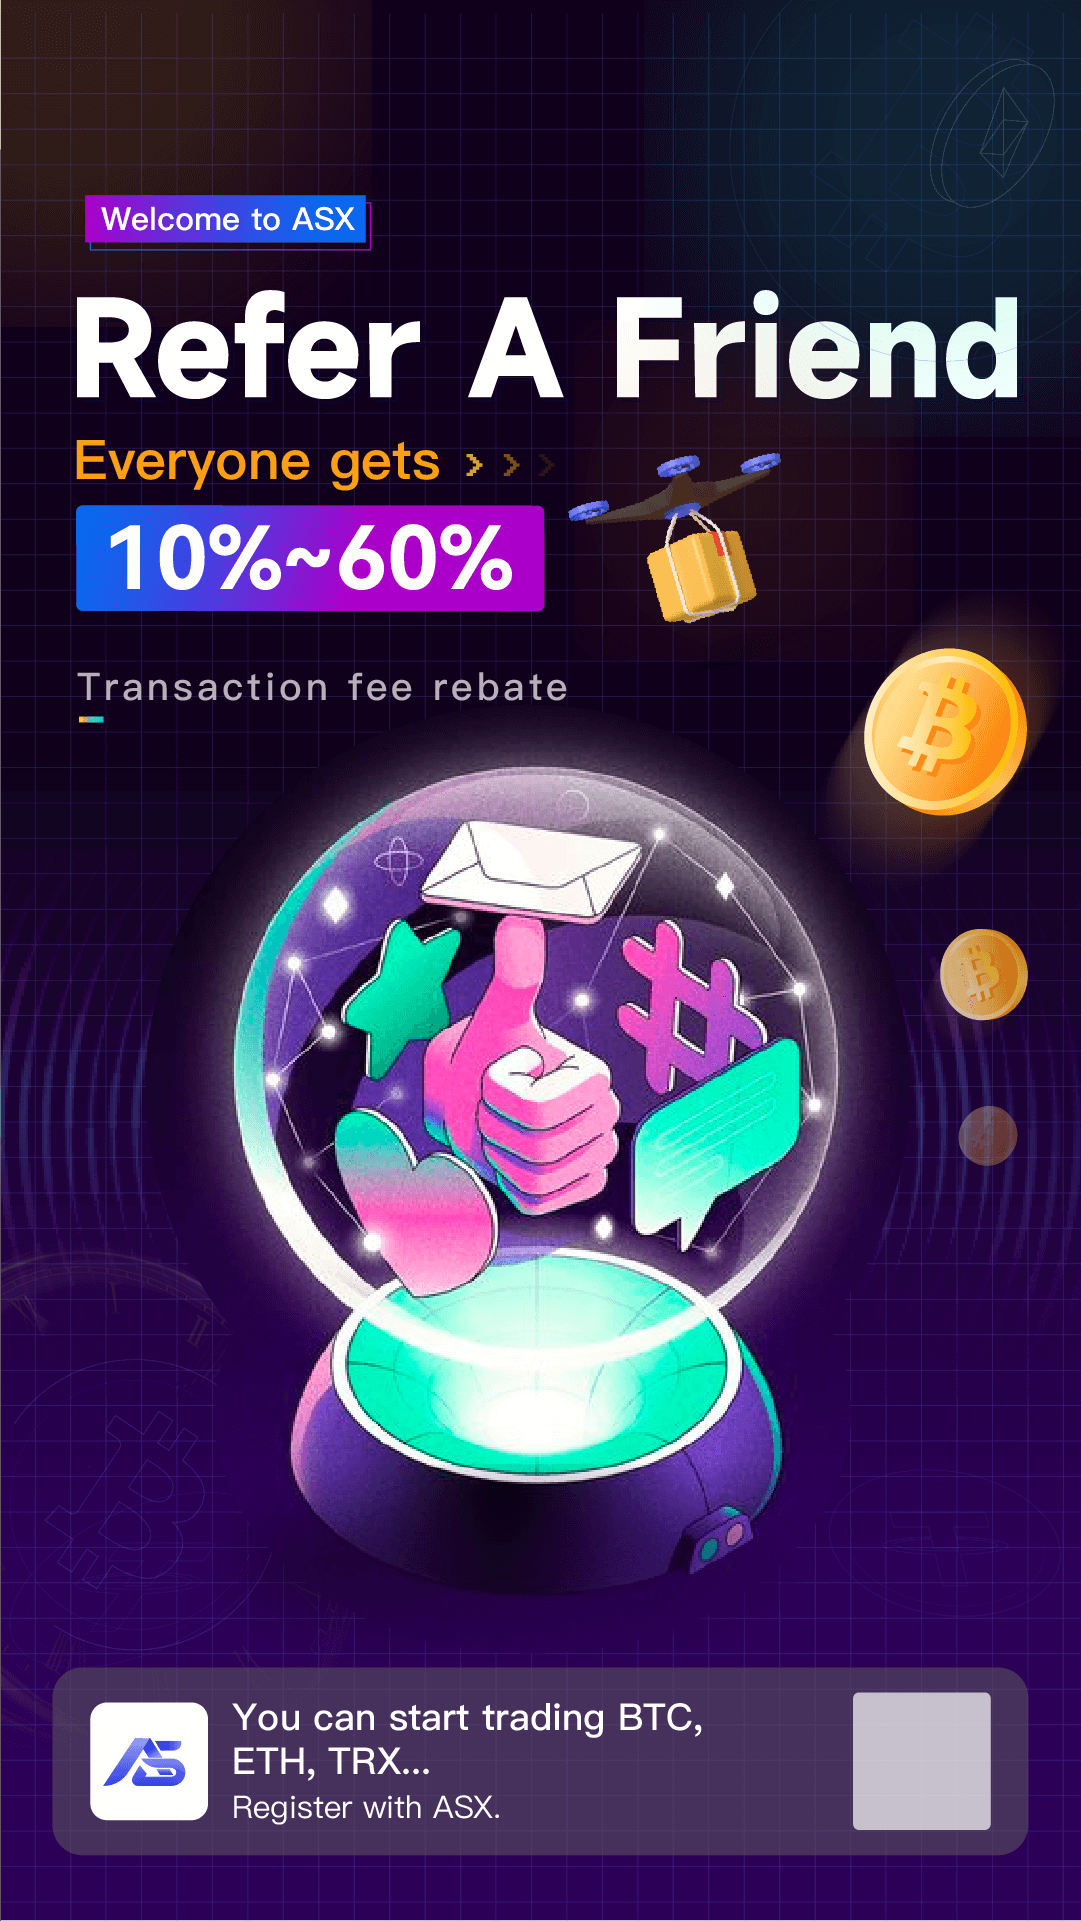 Welcome to ASX
Refer A Friend
Everyone gets
10%~60%
Transaction fee rebate
You can start trading BTC,
ETH, TRX...
Register with ASX.